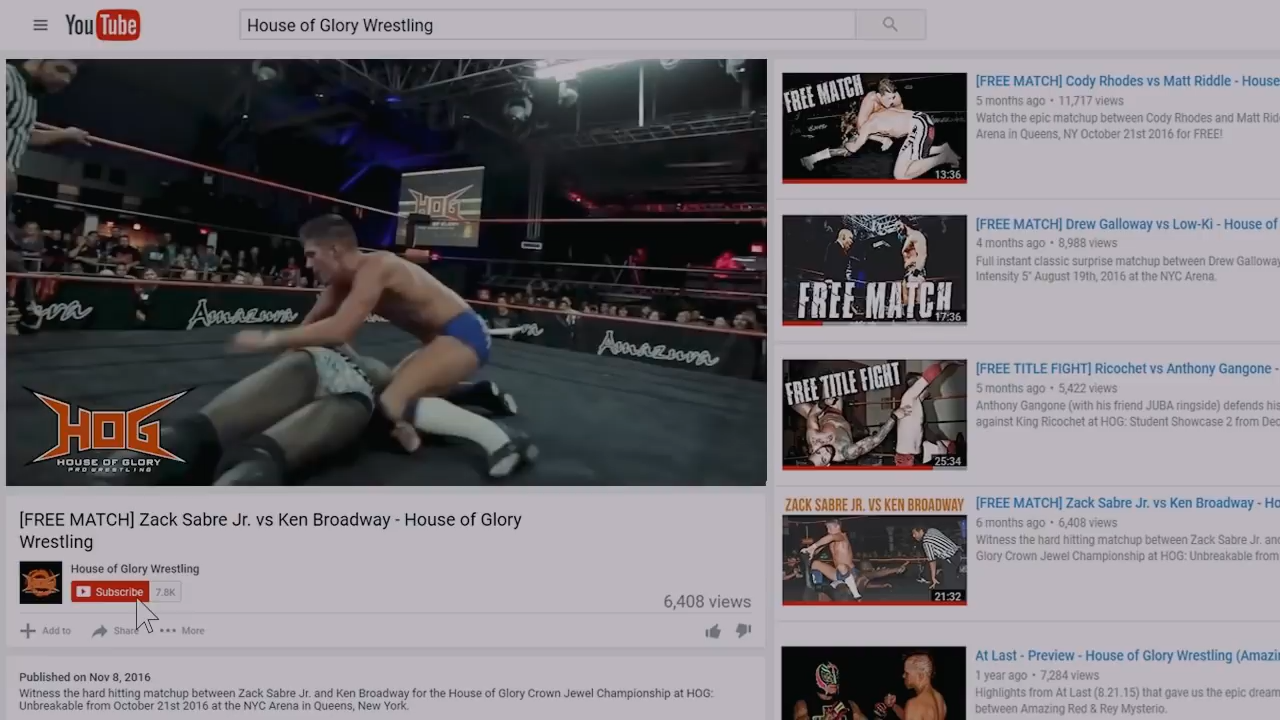 YouTube
House of Glory Wrestling
HOG
Amazura
Amazura
HOG
HOUSE OF GLORY
PRO WRESTLING
[FREE MATCH] Zack Sabre Jr. vs Ken Broadway - House of Glory
Wrestling
House of Glory Wrestling
Subscribe 7.8K
6,408 views
Add to Share More
Published on Nov 8, 2016
Witness the hard hitting matchup between Zack Sabre Jr. and Ken Broadway for the House of Glory Crown Jewel Championship at HOG:
Unbreakable from October 21st 2016 at the NYC Arena in Queens, New York.
FREE MATCH
13:36
[FREE MATCH] Cody Rhodes vs Matt Riddle - House
5 months ago • 11,717 views
Watch the epic matchup between Cody Rhodes and Matt Rid
Arena in Queens, NY October 21st 2016 for FREE!
FREE MATCH
17:36
[FREE MATCH] Drew Galloway vs Low-Ki - House of
4 months ago • 8,988 views
Full instant classic surprise matchup between Drew Galloway
Intensity 5" August 19th, 2016 at the NYC Arena.
FREE TITLE FIGHT
25:34
[FREE TITLE FIGHT] Ricochet vs Anthony Gangone -
5 months ago • 5,422 views
Anthony Gangone (with his friend JUBA ringside) defends his
against King Ricochet at HOG: Student Showcase 2 from Dec
ZACK SABRE JR. VS KEN BROADWAY
21:32
[FREE MATCH] Zack Sabre Jr. vs Ken Broadway - Ho
6 months ago • 6,408 views
Witness the hard hitting matchup between Zack Sabre Jr. and
Glory Crown Jewel Championship at HOG: Unbreakable from
At Last - Preview - House of Glory Wrestling (Amazi
1 year ago • 7,284 views
Highlights from At Last (8.21.15) that gave us the epic dream
between Amazing Red & Rey Mysterio.